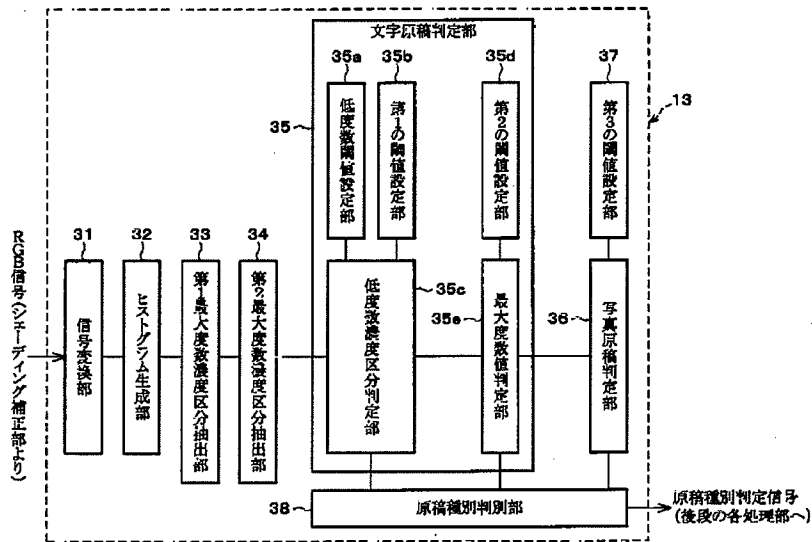 文字原稿判定部
35a
35b
35d
37
35
13
低度数閾値設定部
第1の閾値設定部
第2の閾値設定部
第3の閾値設定部
RGB信号(シェーディング補正部より)
31
32
33
34
35c
35e
36
信号変換部
ヒストグラム生成部
第1最大度数濃度区分抽出部
第2最大度数濃度区分抽出部
低度数濃度区分判定部
最大度数値判定部
写真原稿判定部
38
原稿種別判別部
原稿種別判定信号
(後段の各処理部へ)